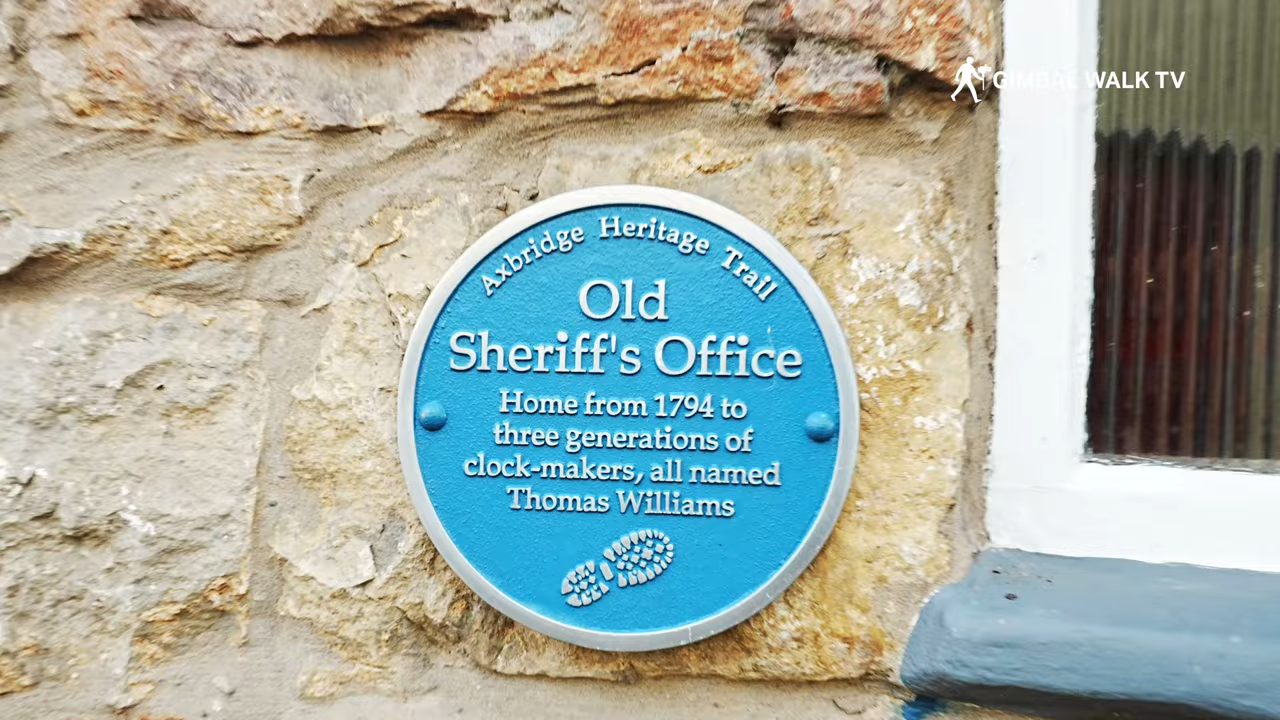 GIMBAL WALK TV
Axbridge Heritage Trail
Old
Sheriff's Office
Home from 1794 to
three generations of
clock-makers, all named
Thomas Williams